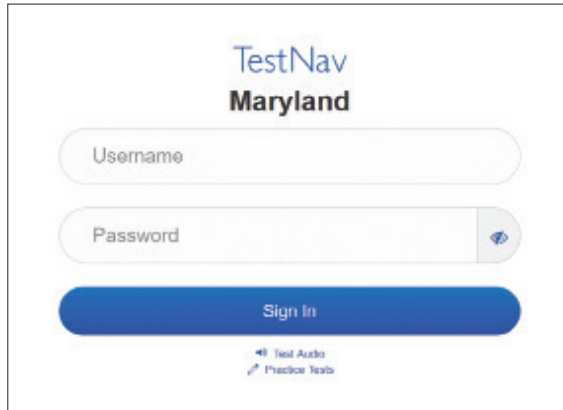 TestNav
Maryland
Username
Password
Sign In
Test Audio
Practice Tests